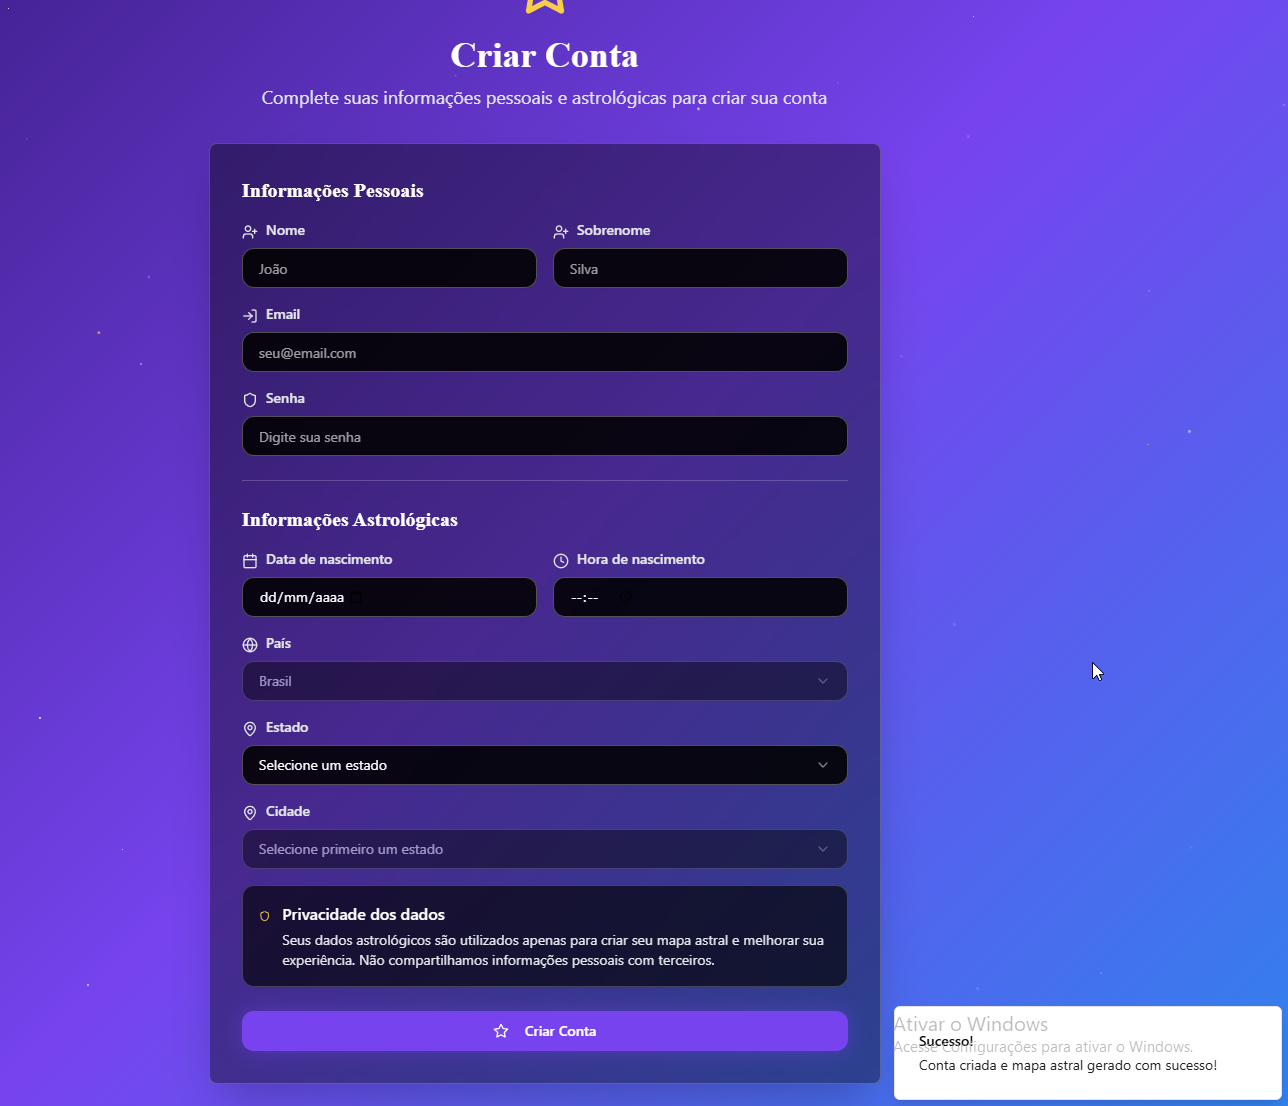 Criar Conta
Complete suas informações pessoais e astrológicas para criar sua conta
Informações Pessoais
Nome
Sobrenome
João
Silva
Email
seu@email.com
Senha
Digite sua senha
Informações Astrológicas
Data de nascimento
Hora de nascimento
dd/mm/aaaa
--:--
País
Brasil
Estado
Selecione um estado
Cidade
Selecione primeiro um estado
Privacidade dos dados
Seus dados astrológicos são utilizados apenas para criar seu mapa astral e melhorar sua
experiência. Não compartilhamos informações pessoais com terceiros.
Criar Conta
Ativar o Windows
Sucesso!
Acesse Configurações para ativar o Windows.
Conta criada e mapa astral gerado com sucesso!